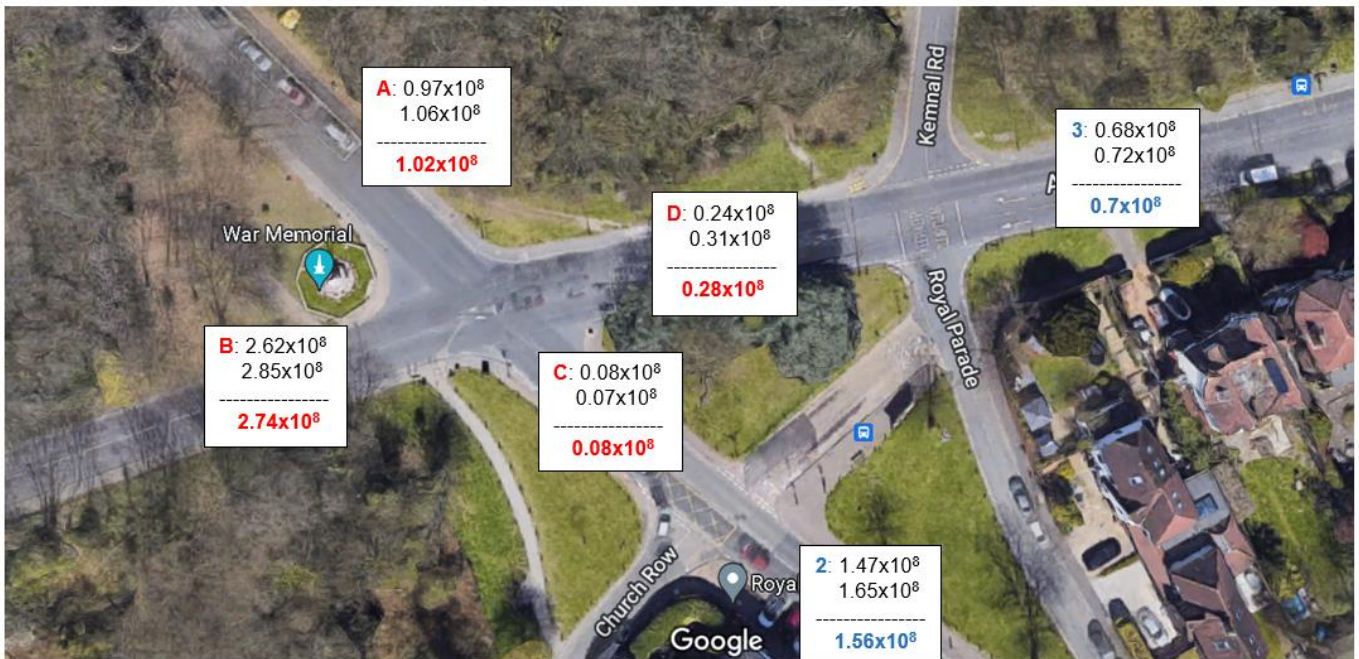 A: 0.97x10⁸
1.06x10⁸
----------------
1.02x10⁸
Kemnal Rd
3: 0.68x10⁸
0.72x10⁸
----------------
0.7x10⁸
A
D: 0.24x10⁸
0.31x10⁸
----------------
0.28x10⁸
War Memorial
Royal Parade
B: 2.62x10⁸
2.85x10⁸
----------------
2.74x10⁸
C: 0.08x10⁸
0.07x10⁸
----------------
0.08x10⁸
Church Row
Royal
2: 1.47x10⁸
1.65x10⁸
----------------
1.56x10⁸
Google